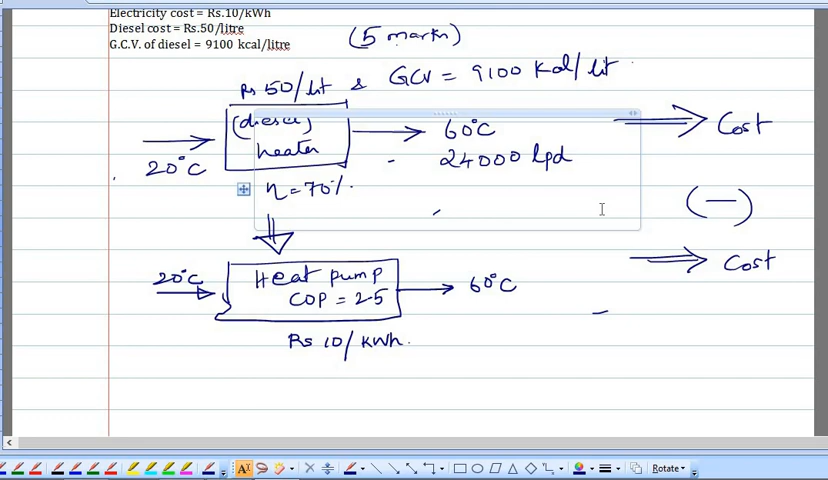 Electricity cost = Rs.10/kWh
Diesel cost = Rs.50/litre
G.C.V. of diesel = 9100 kcal/litre
(5 marks)
Rs 50/lit & GCV = 9100 Kcal/lit
(diesel)
heater
20°C
60°C
24000 lpd
Cost
η = 70%.
(—)
20°C
Heat pump
COP = 2.5
60°C
Cost
Rs 10/kWh.
Rotate